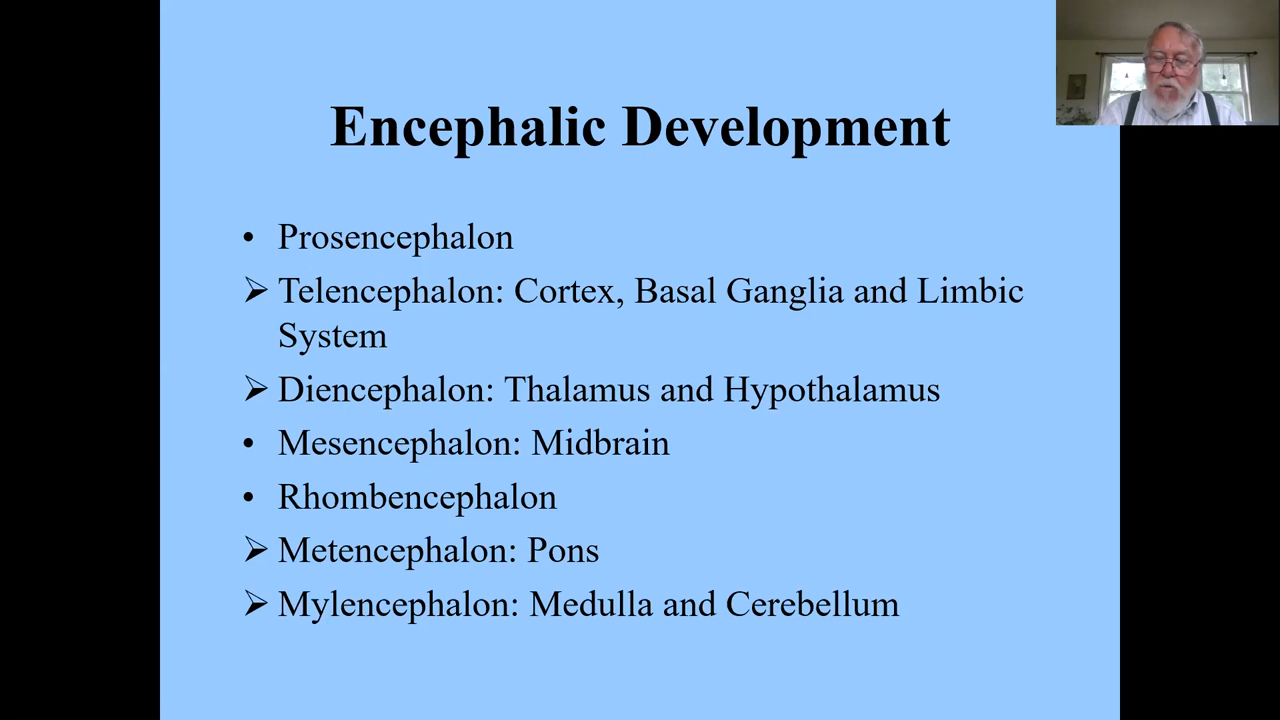 Encephalic Development
• Prosencephalon
➢ Telencephalon: Cortex, Basal Ganglia and Limbic
System
➢ Diencephalon: Thalamus and Hypothalamus
• Mesencephalon: Midbrain
• Rhombencephalon
➢ Metencephalon: Pons
➢ Mylencephalon: Medulla and Cerebellum